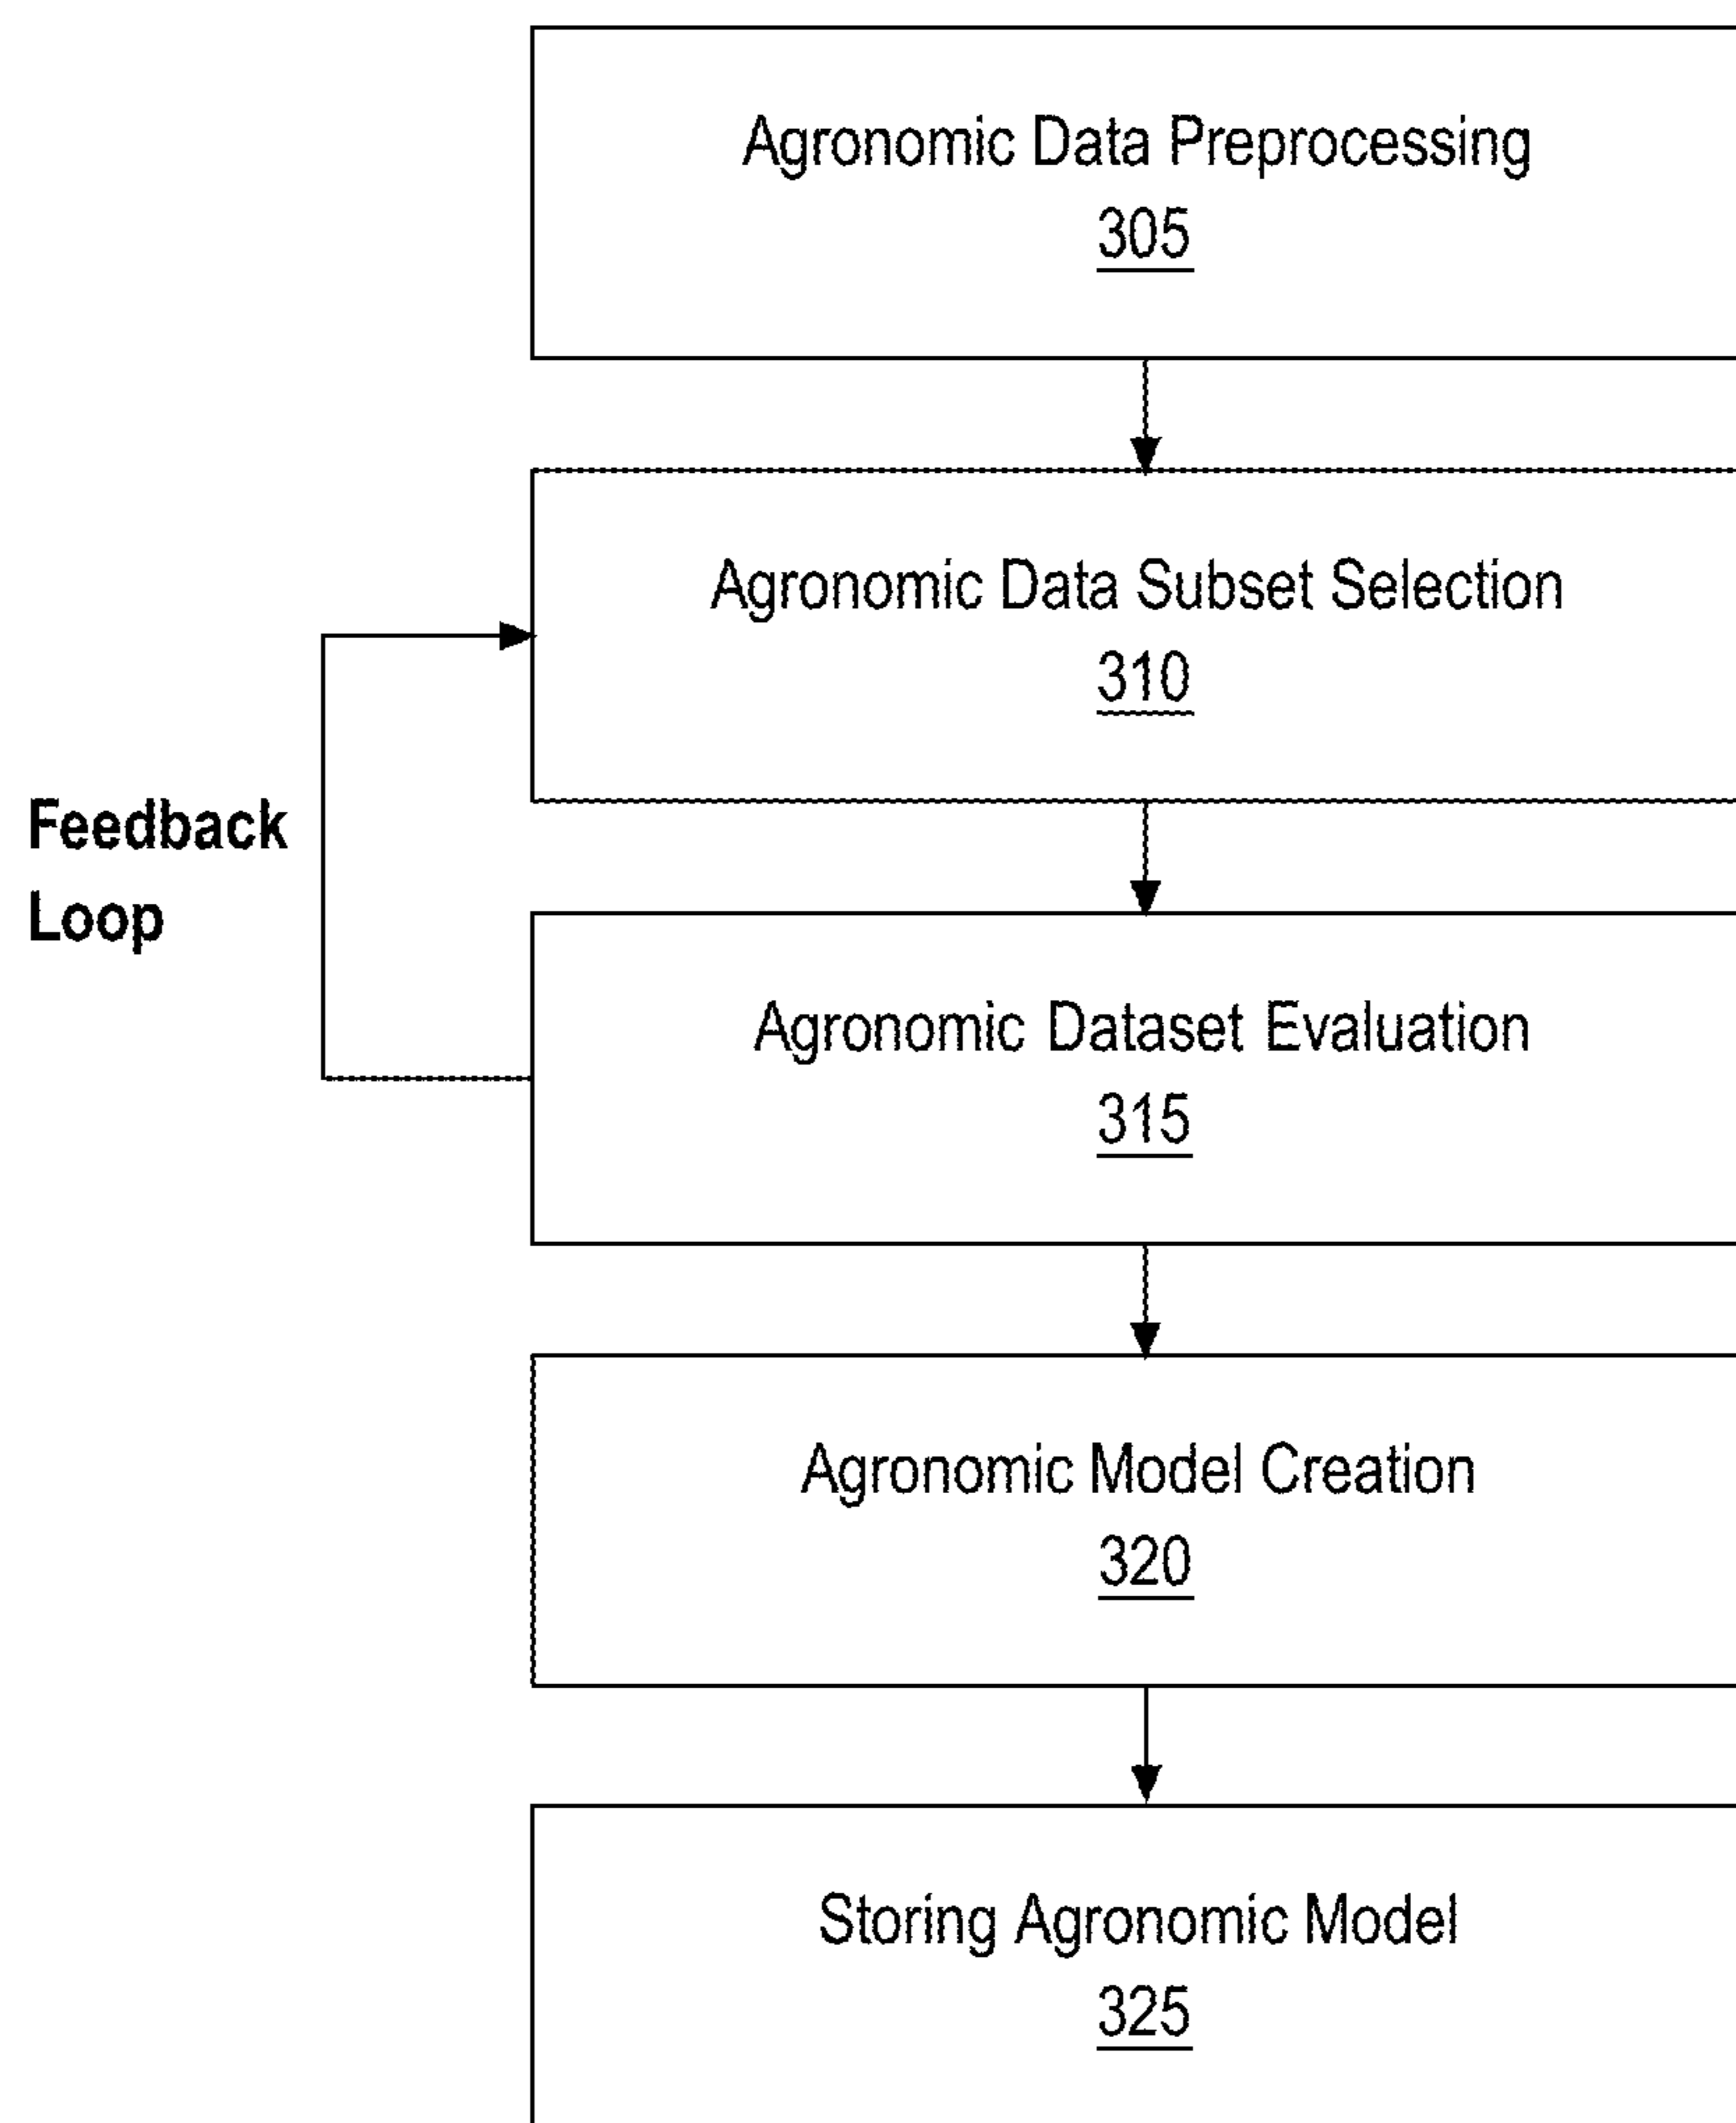 Agronomic Data Preprocessing
305
Agronomic Data Subset Selection
310
Feedback
Loop
Agronomic Dataset Evaluation
315
Agronomic Model Creation
320
Storing Agronomic Model
325